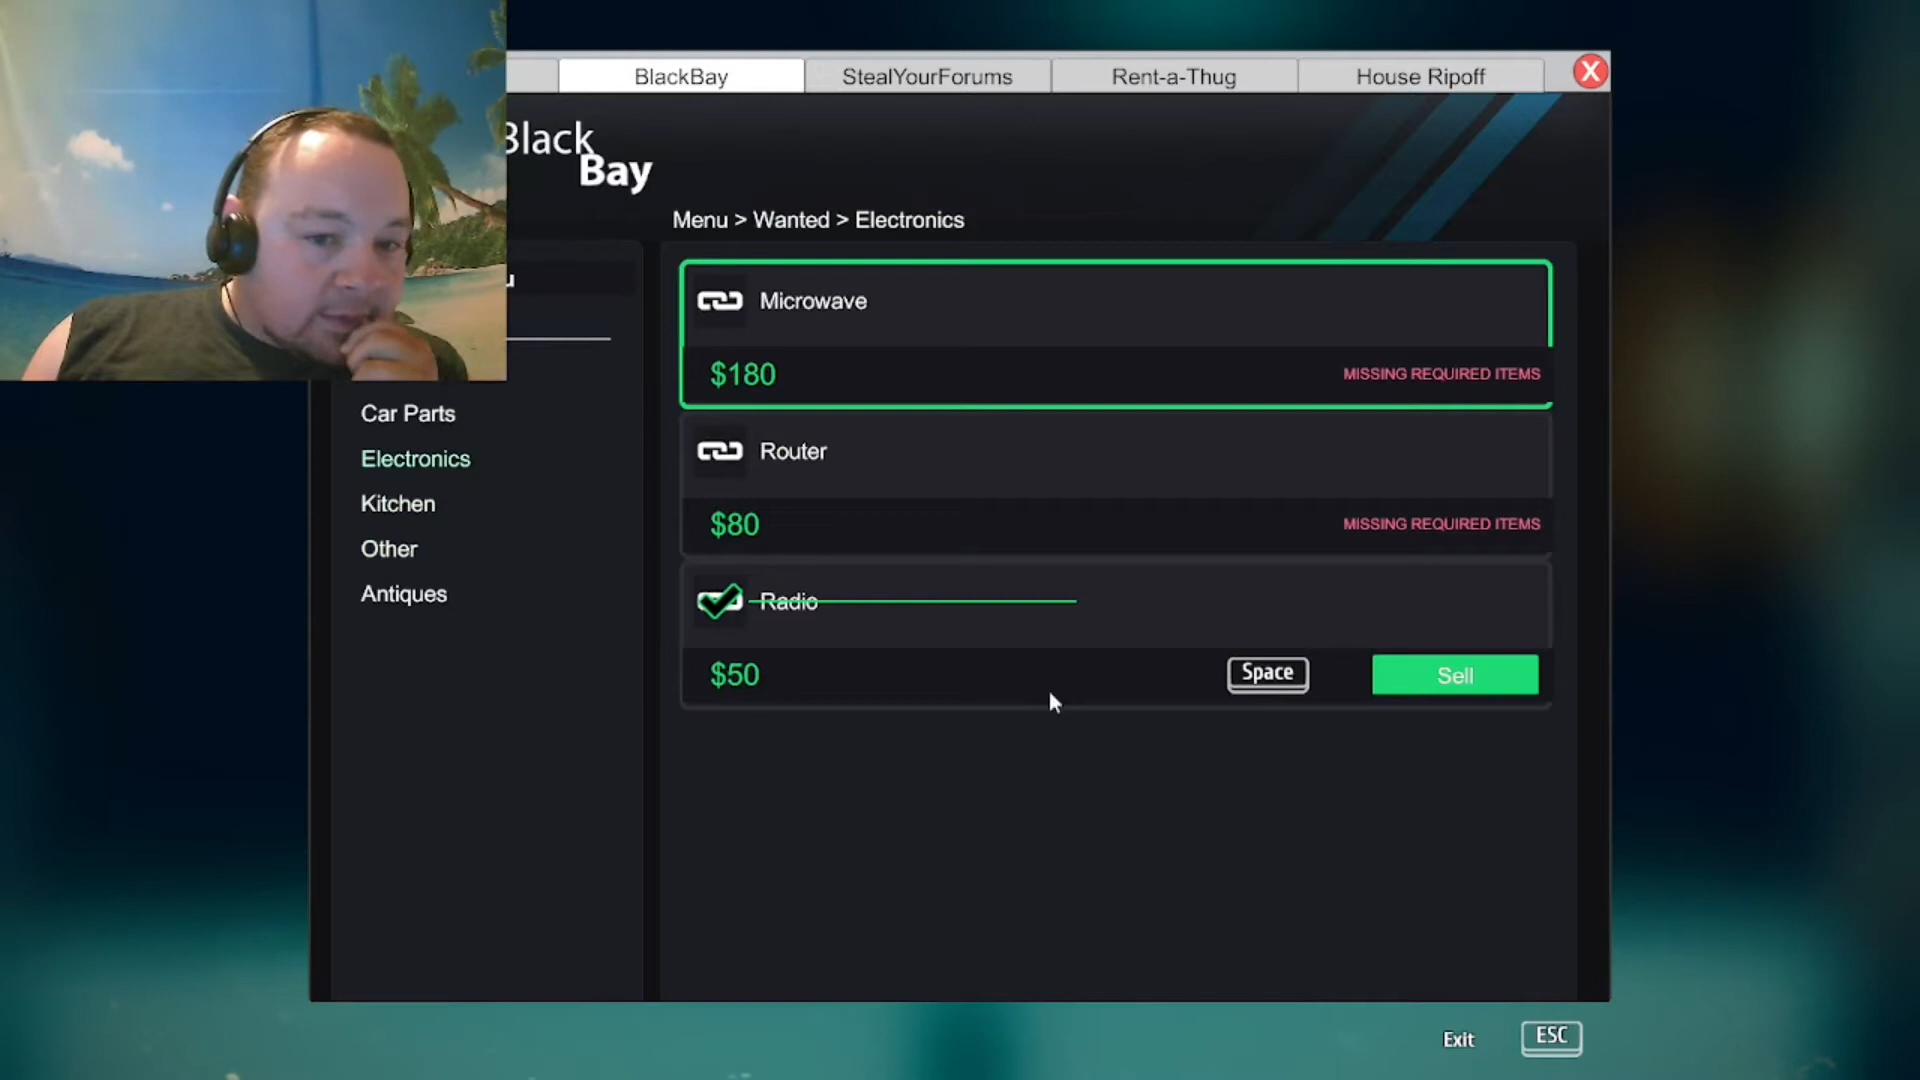 BlackBay
StealYourForums
Rent-a-Thug
House Ripoff
X
Black
Bay
Menu > Wanted > Electronics
Car Parts
Electronics
Kitchen
Other
Antiques
Microwave
$180
MISSING REQUIRED ITEMS
Router
$80
MISSING REQUIRED ITEMS
Radio
$50
Space
Sell
Exit
ESC